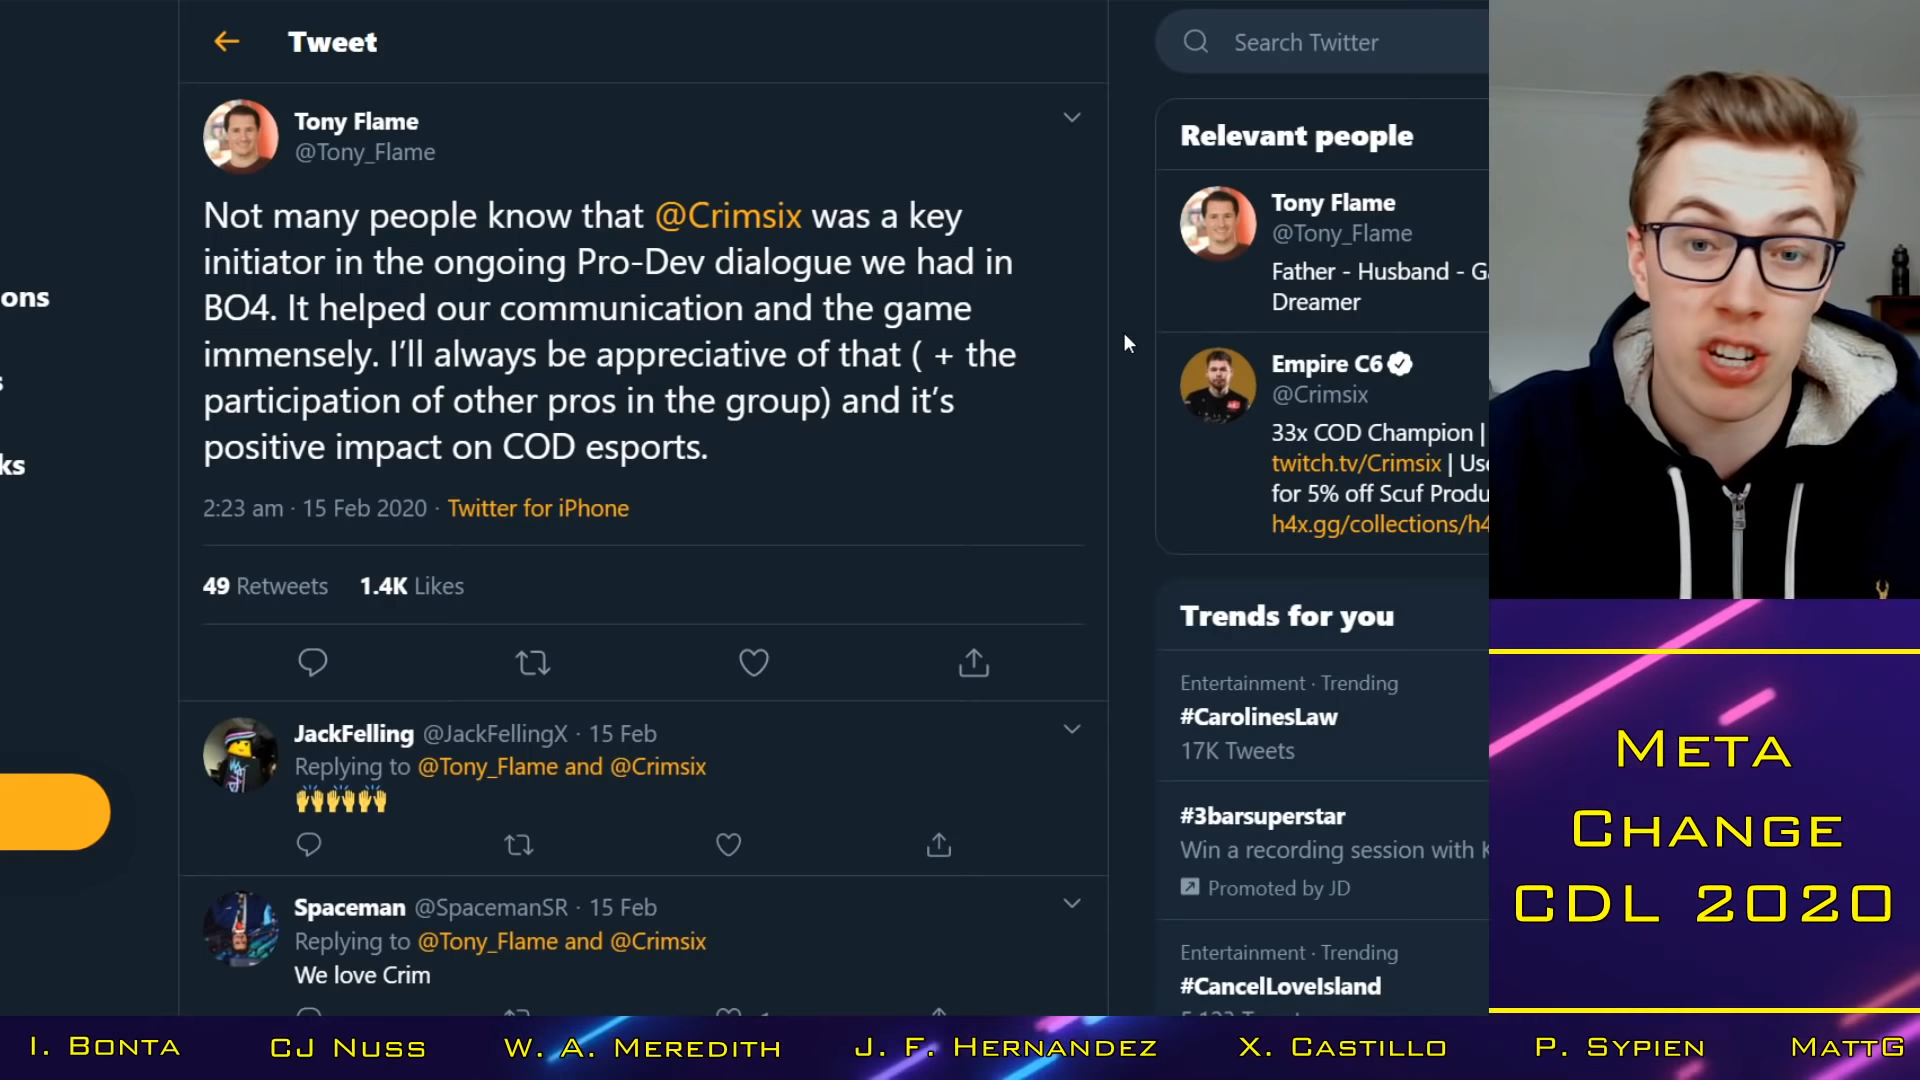 Tweet
Search Twitter
Tony Flame
@Tony_Flame
Not many people know that @Crimsix was a key
initiator in the ongoing Pro-Dev dialogue we had in
BO4. It helped our communication and the game
immensely. I'll always be appreciative of that ( + the
participation of other pros in the group) and it's
positive impact on COD esports.
2:23 am · 15 Feb 2020 · Twitter for iPhone
49 Retweets 1.4K Likes
JackFelling @JackFellingX · 15 Feb
Replying to @Tony_Flame and @Crimsix
🙌🙌🙌
Spaceman @SpacemanSR · 15 Feb
Replying to @Tony_Flame and @Crimsix
We love Crim
ons
ks
Relevant people
Tony Flame
@Tony_Flame
Father - Husband - Ga
Dreamer
Empire C6
@Crimsix
33x COD Champion |
twitch.tv/Crimsix | Use
for 5% off Scuf Produ
h4x.gg/collections/h4
Trends for you
Entertainment · Trending
#CarolinesLaw
17K Tweets
#3barsuperstar
Win a recording session with K
Promoted by JD
Entertainment · Trending
#CancelLoveIsland
META
CHANGE
CDL 2020
I. BONTA CJ NUSS W. A. MEREDITH J. F. HERNANDEZ X. CASTILLO P. SYPIEN MATTG